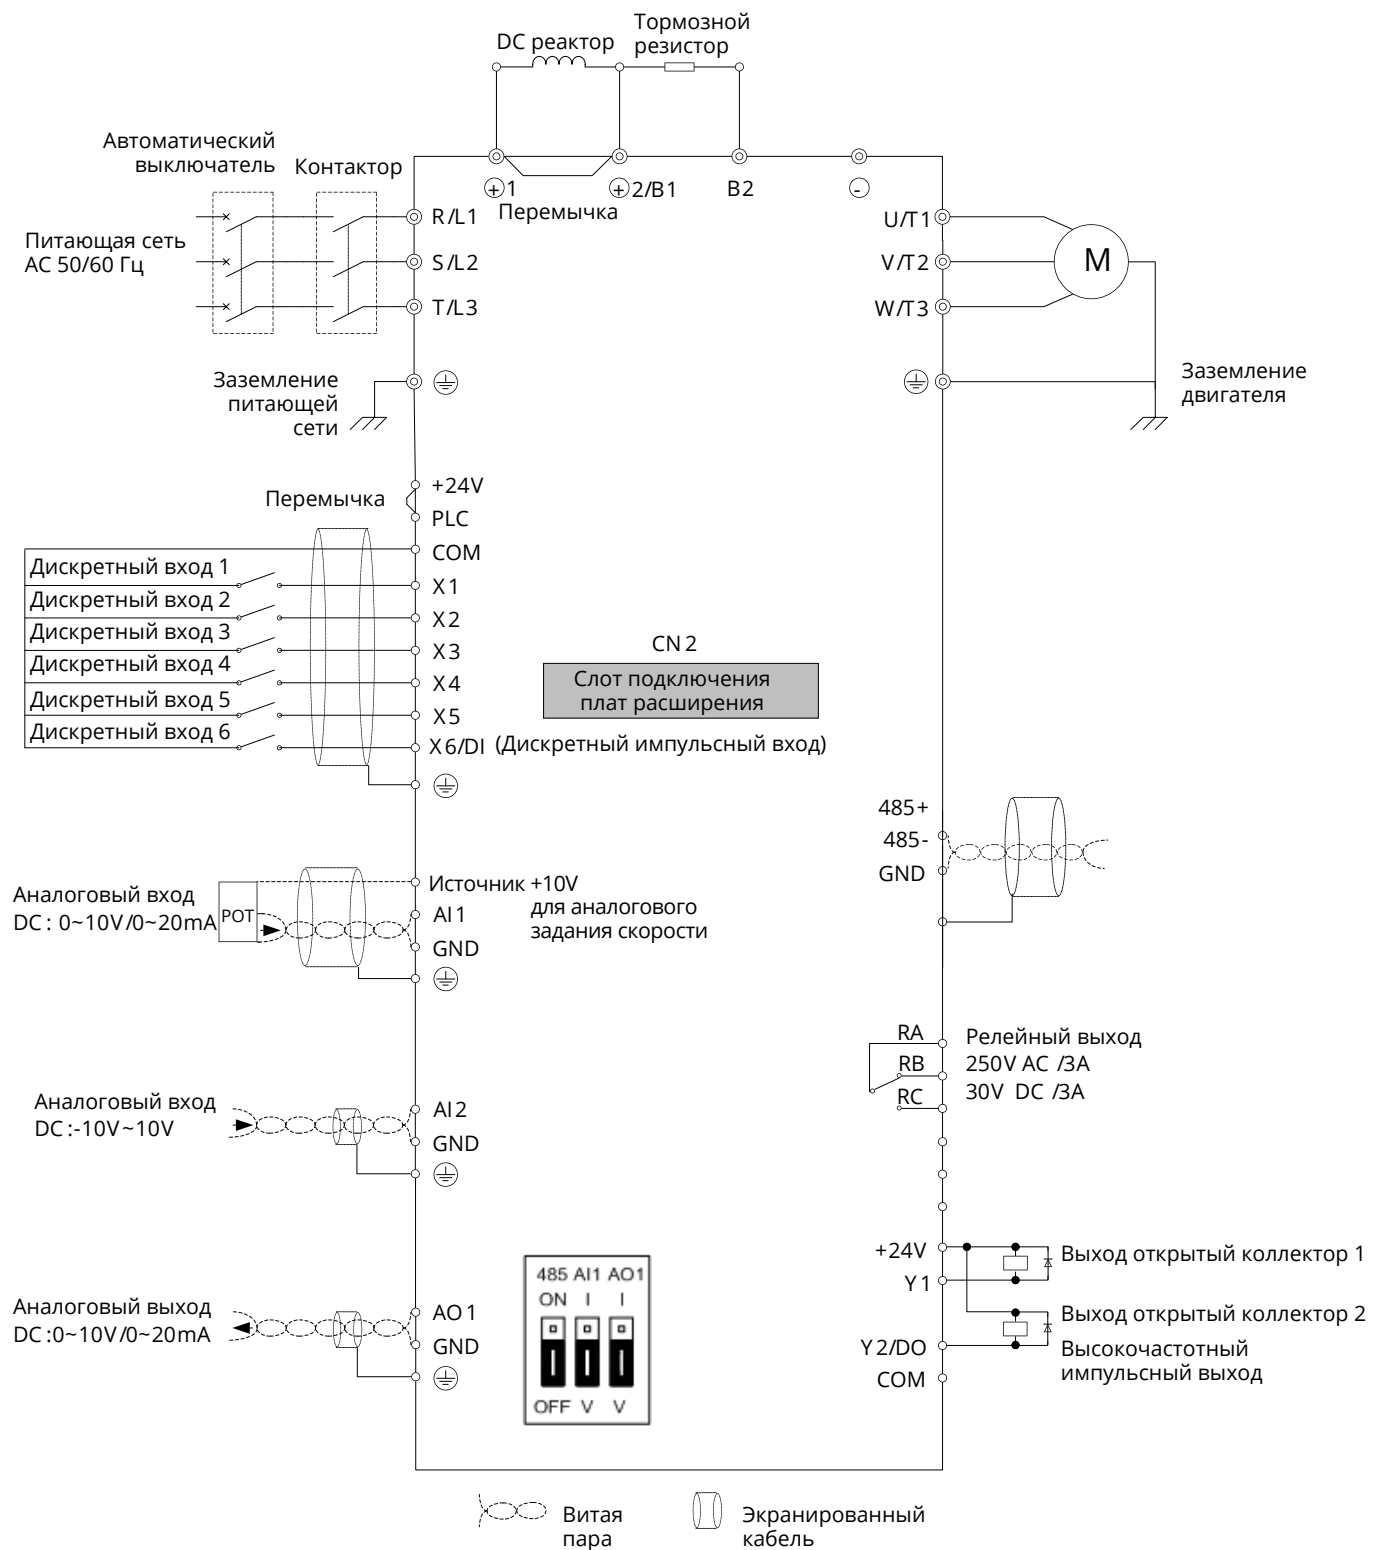 DC реактор
Тормозной
резистор
Автоматический
выключатель
Контактор
+1
+2/B1
B2
-
Перемычка
Питающая сеть
AC 50/60 Гц
R/L1
S/L2
T/L3
U/T1
V/T2
W/T3
M
Заземление
питающей
сети
Заземление
двигателя
Перемычка
+24V
PLC
COM
Дискретный вход 1
X1
Дискретный вход 2
X2
Дискретный вход 3
X3
Дискретный вход 4
X4
Дискретный вход 5
X5
Дискретный вход 6
X6/DI (Дискретный импульсный вход)
CN2
Слот подключения
плат расширения
485+
485-
GND
Аналоговый вход
DC: 0~10V/0~20mA
POT
Источник +10V
для аналогового
задания скорости
AI1
GND
RA
RB
RC
Релейный выход
250V AC /3A
30V DC /3A
Аналоговый вход
DC:-10V~10V
AI2
GND
Аналоговый выход
DC:0~10V/0~20mA
AO1
GND
485 AI1 AO1
ON I I
OFF V V
+24V
Y1
Y2/DO
COM
Выход открытый коллектор 1
Выход открытый коллектор 2
Высокочастотный
импульсный выход
Витая
пара
Экранированный
кабель